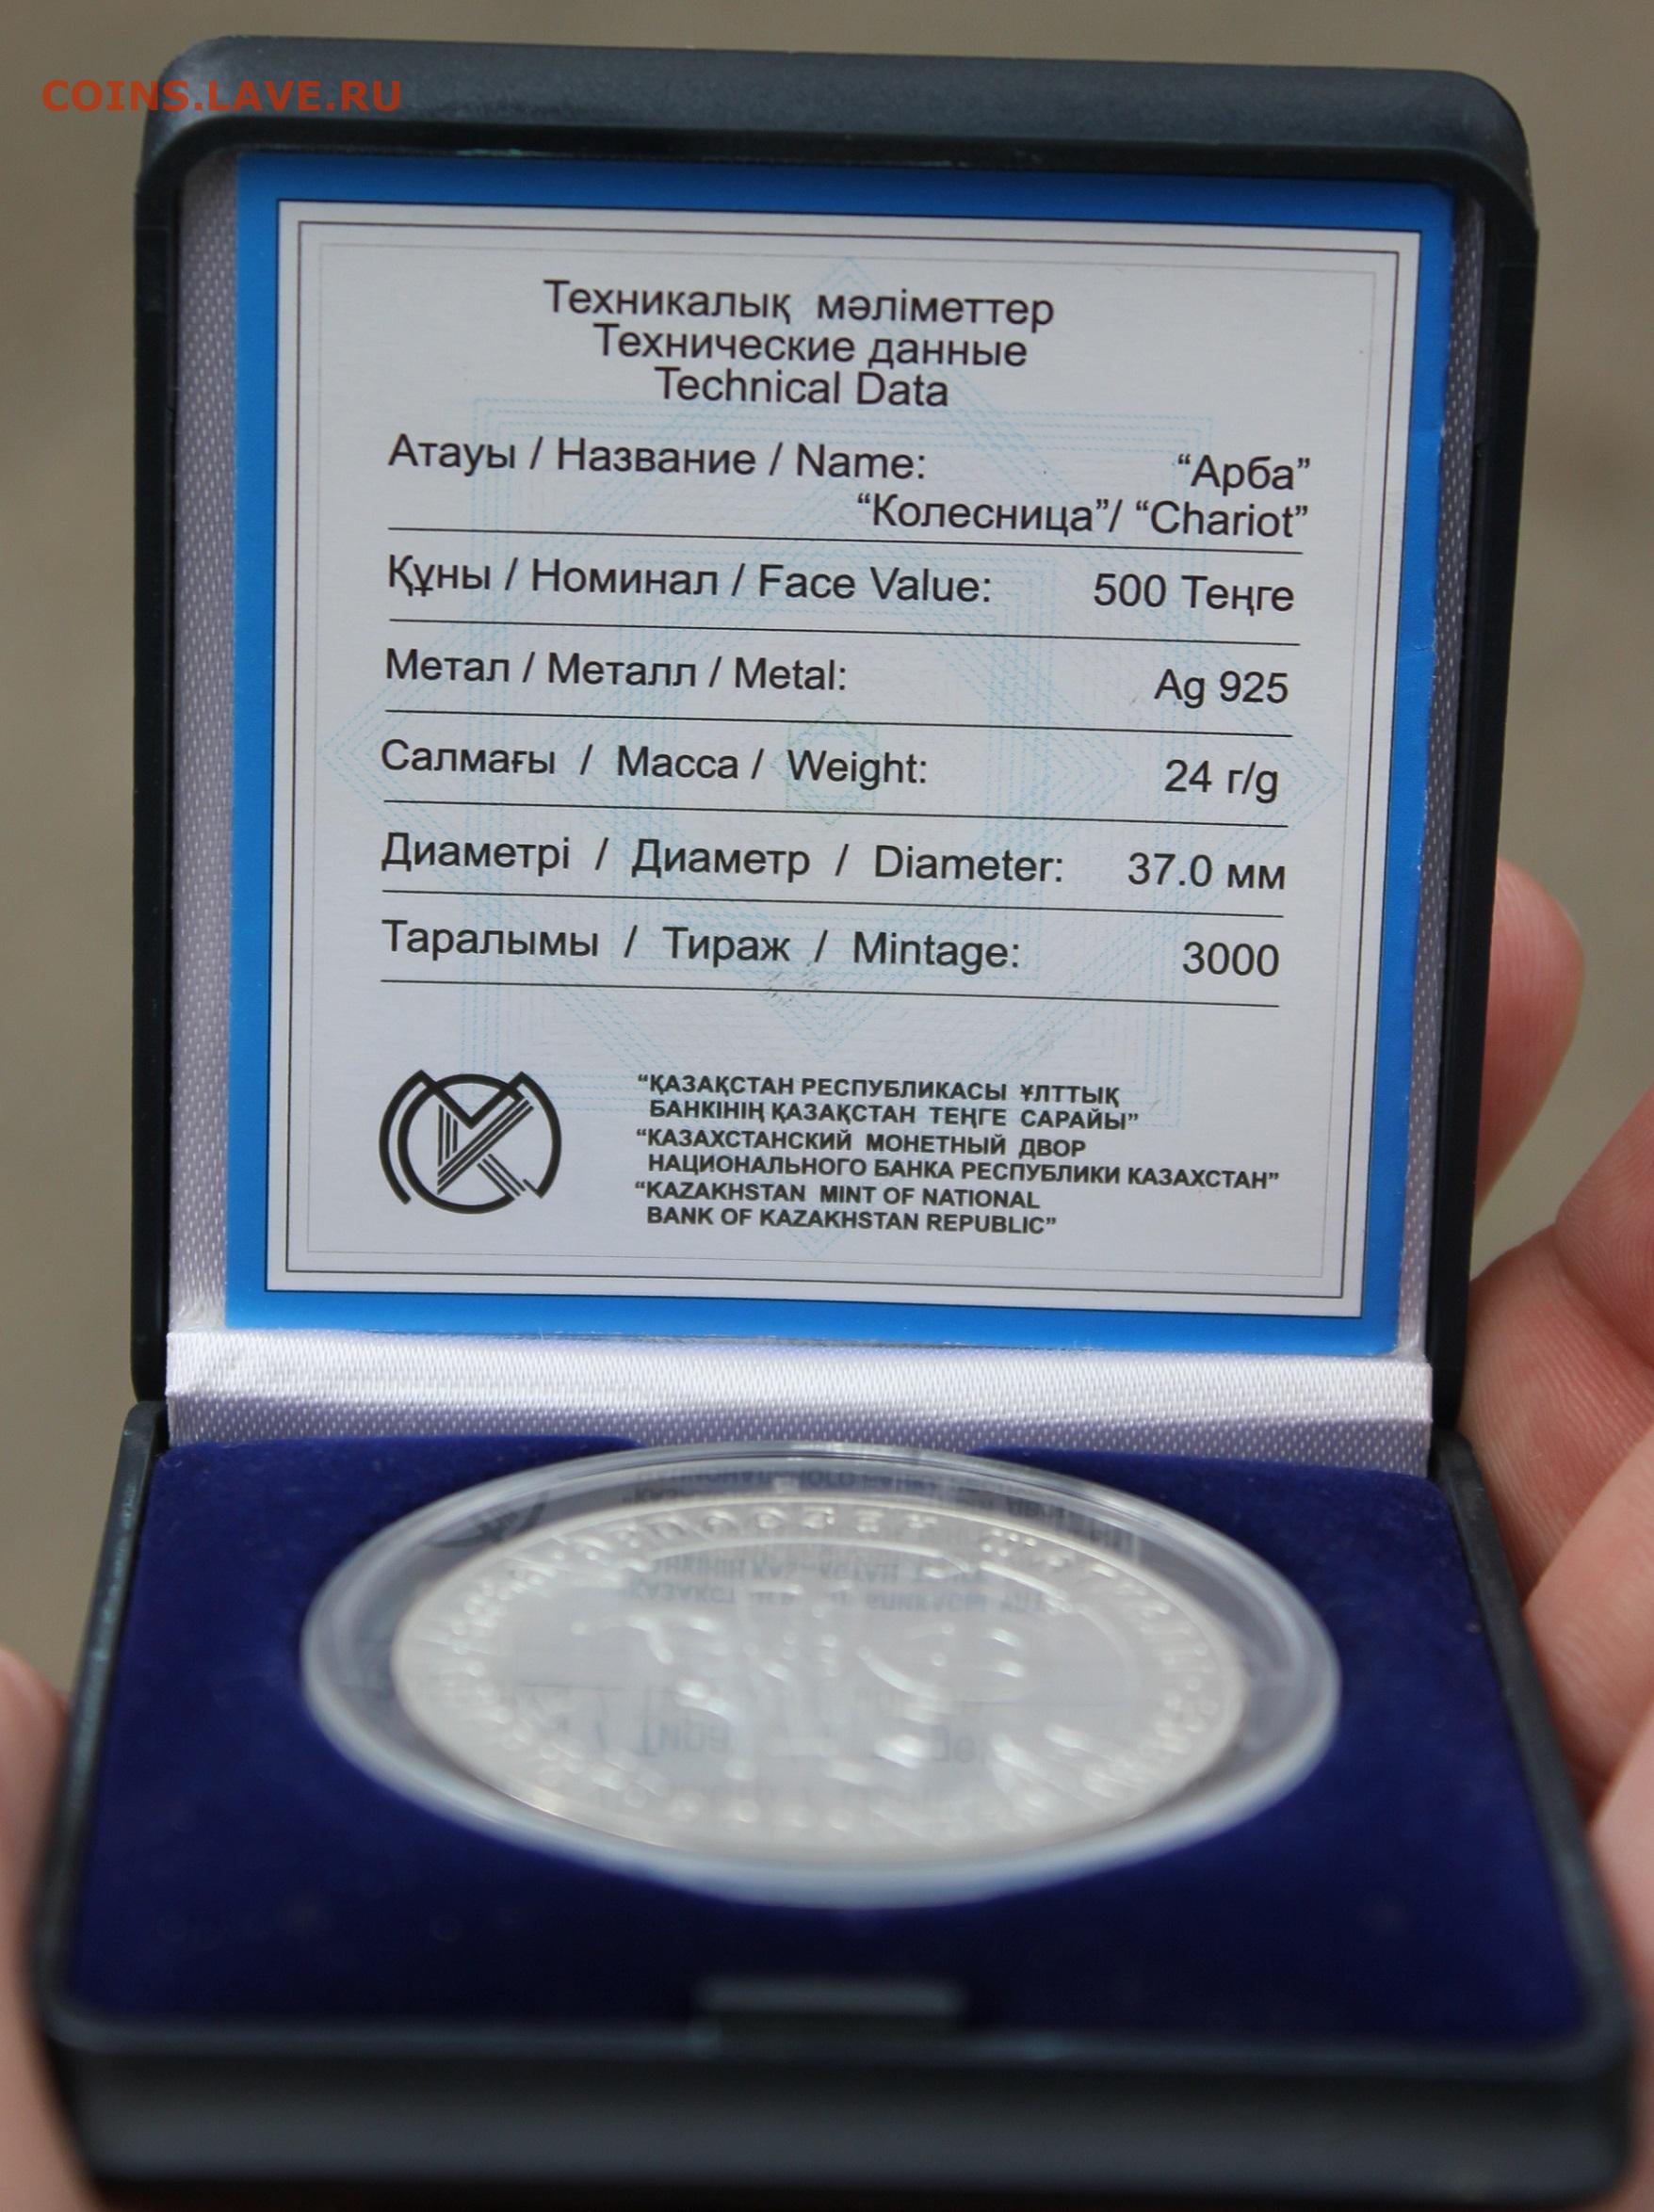 COINS.LAVE.RU
Техникалық мәліметтер
Технические данные
Technical Data
Атауы / Название / Name: “Арба”
“Колесница”/ “Chariot”
Құны / Номинал / Face Value: 500 Теңге
Метал / Металл / Metal: Ag 925
Салмағы / Масса / Weight: 24 г/g
Диаметрі / Диаметр / Diameter: 37.0 мм
Таралымы / Тираж / Mintage: 3000
“ҚАЗАҚСТАН РЕСПУБЛИКАСЫ ҰЛТТЫҚ
БАНКІНІҢ ҚАЗАҚСТАН ТЕҢГЕ САРАЙЫ”
“КАЗАХСТАНСКИЙ МОНЕТНЫЙ ДВОР
НАЦИОНАЛЬНОГО БАНКА РЕСПУБЛИКИ КАЗАХСТАН”
“KAZAKHSTAN MINT OF NATIONAL
BANK OF KAZAKHSTAN REPUBLIC”